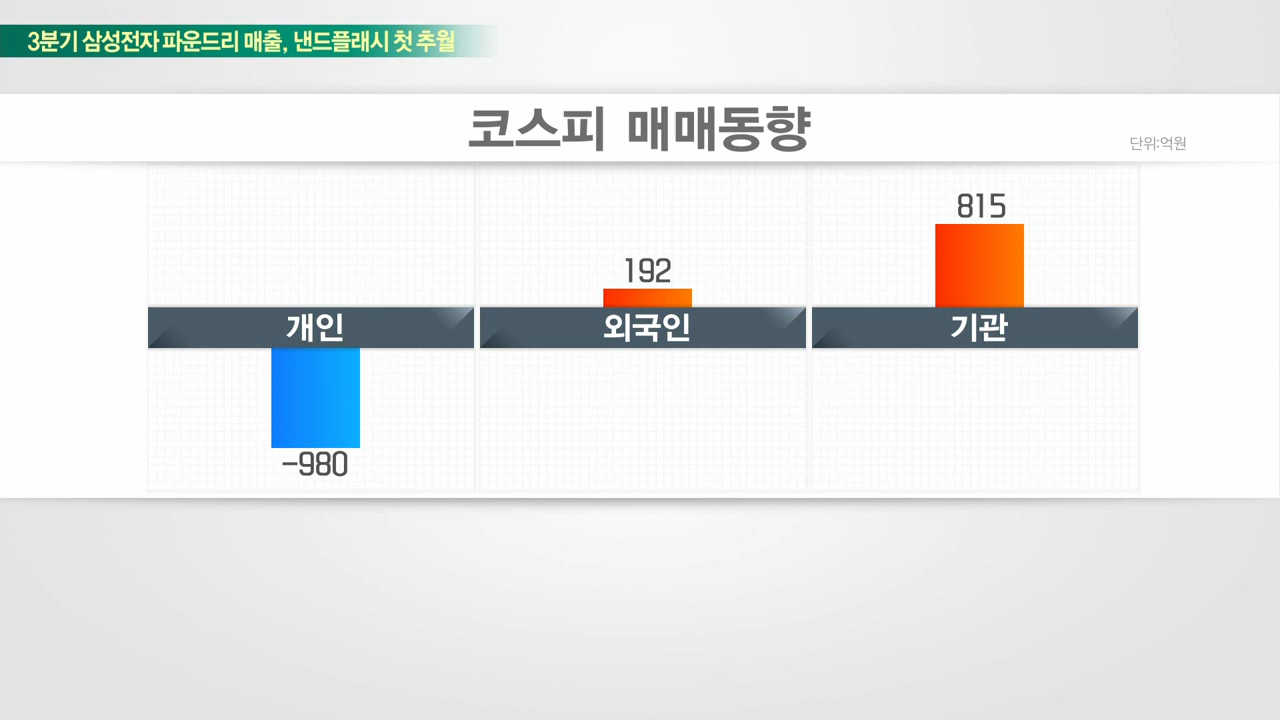 3분기 삼성전자 파운드리 매출, 낸드플래시 첫 추월
코스피 매매동향
단위:억원
815
192
개인
외국인
기관
-980